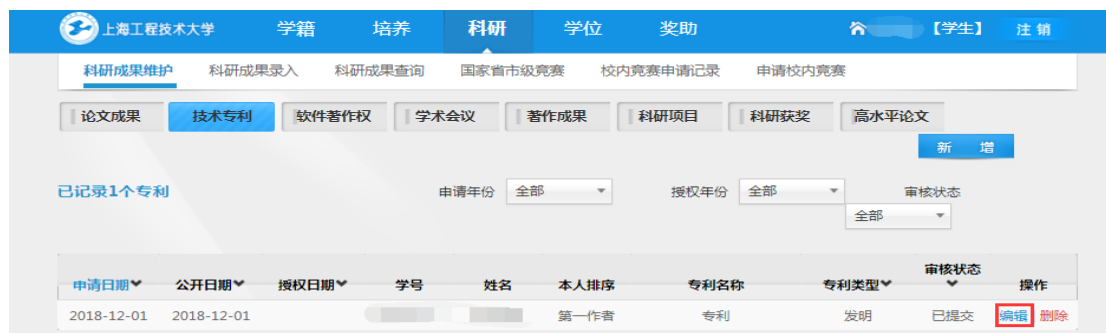 上海工程技术大学 学籍 培养 科研 学位 奖助 【学生】 注 销
科研成果维护 科研成果录入 科研成果查询 国家省市级竞赛 校内竞赛申请记录 申请校内竞赛
论文成果 技术专利 软件著作权 学术会议 著作成果 科研项目 科研获奖 高水平论文
新 增
已记录1个专利 申请年份 全部 授权年份 全部 审核状态
全部
申请日期 公开日期 授权日期 学号 姓名 本人排序 专利名称 专利类型 审核状态 操作
2018-12-01 2018-12-01 第一作者 专利 发明 已提交 编辑 删除